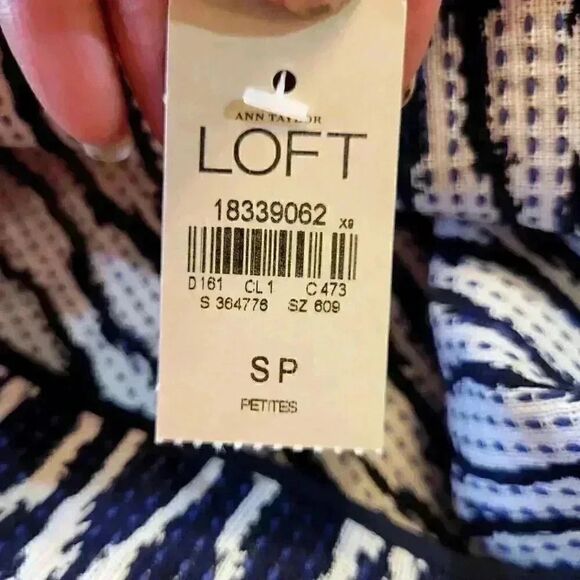 ANN TAYLOR
LOFT
18339062 X9
D161 CL1 C473
S 364776 SZ 609
SP
PETITES